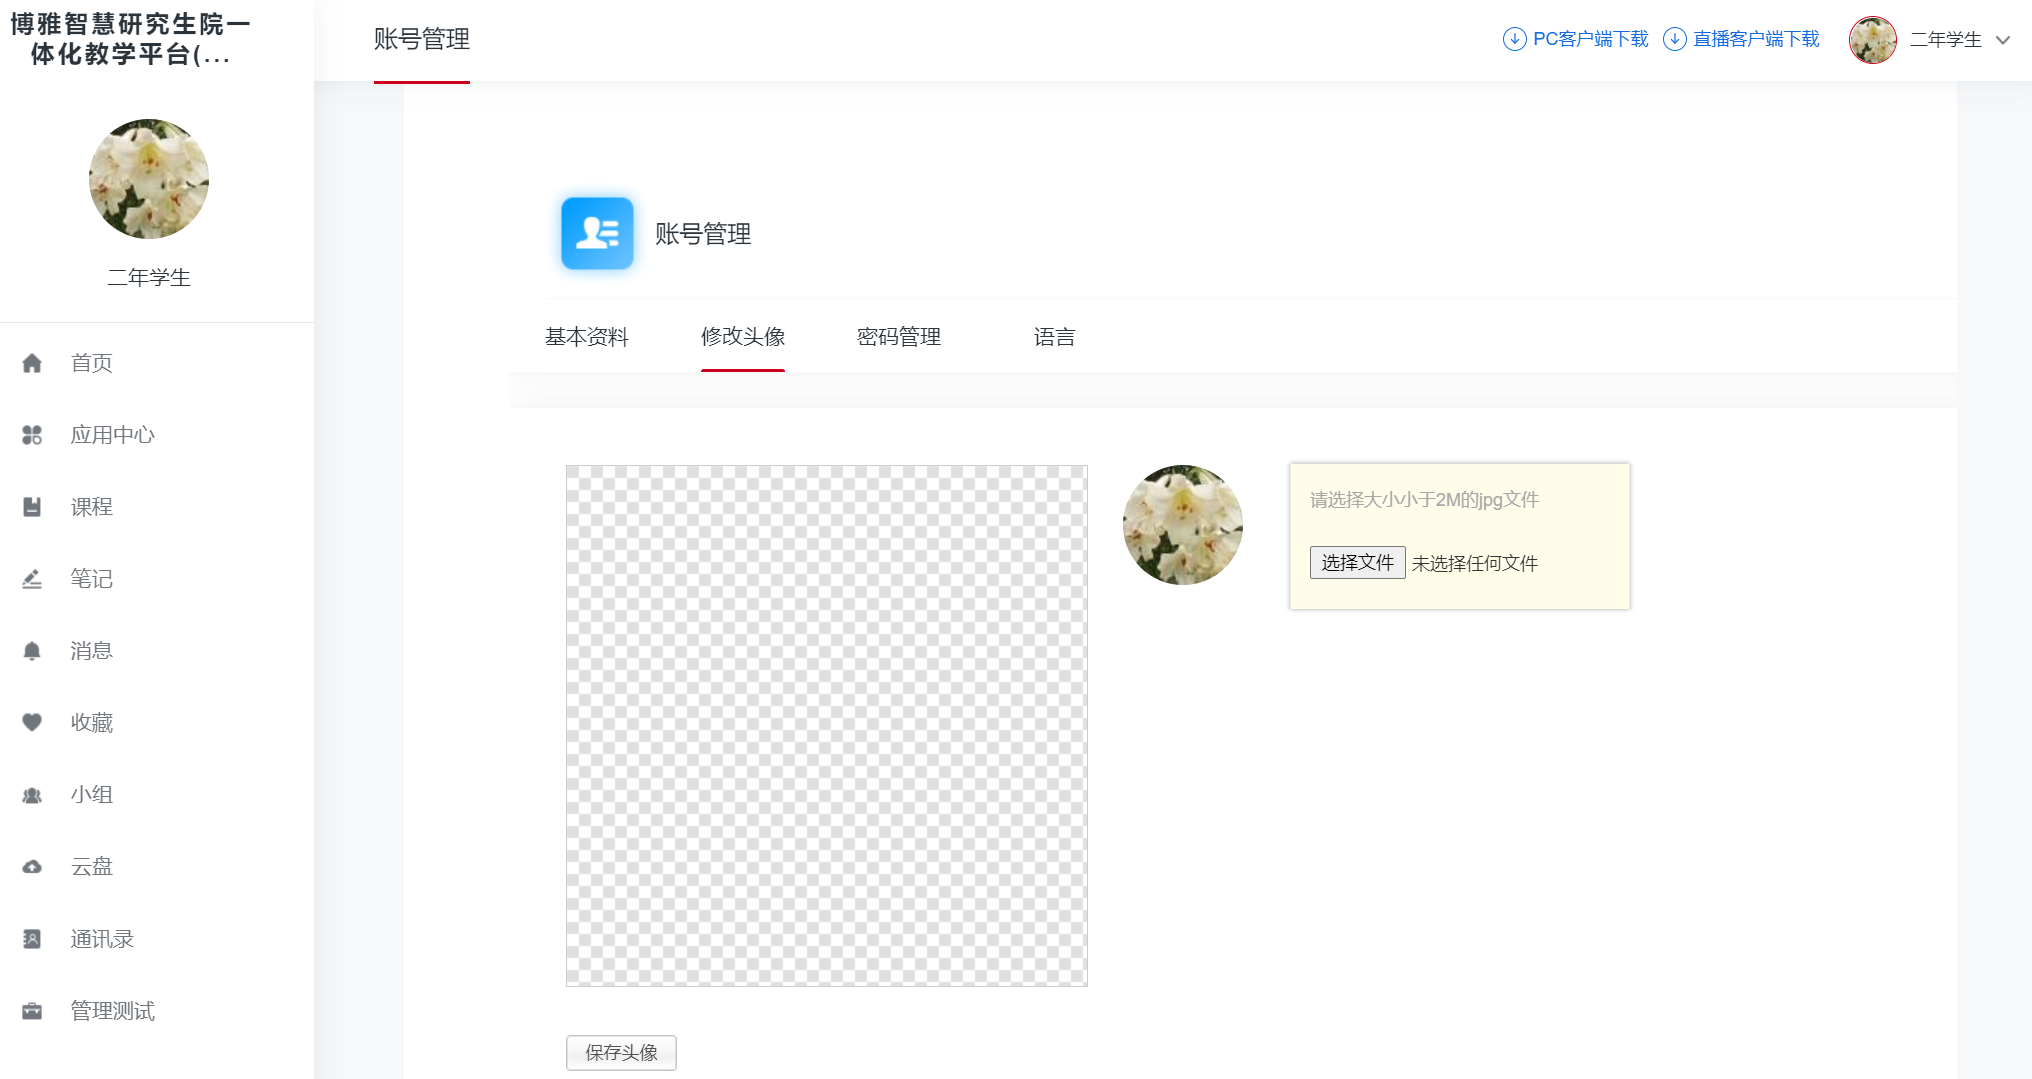 博雅智慧研究生院一
体化教学平台(...
账号管理
PC客户端下载
直播客户端下载
二年学生
二年学生
首页
应用中心
课程
笔记
消息
收藏
小组
云盘
通讯录
管理测试
账号管理
基本资料
修改头像
密码管理
语言
请选择大小小于2M的jpg文件
选择文件 未选择任何文件
保存头像